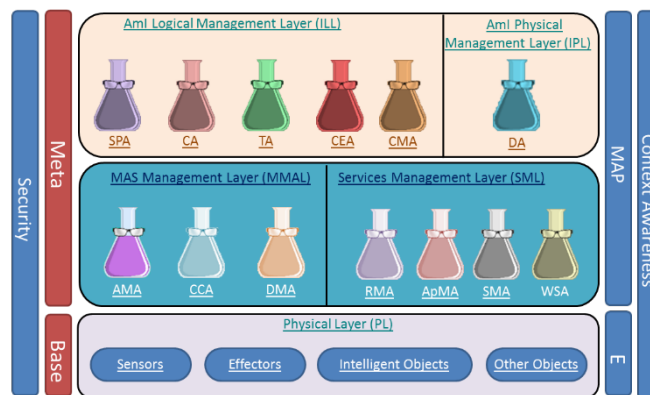 AmI Logical Management Layer (ILL)
AmI Physical
Management Layer (IPL)
SPA
CA
TA
CEA
CMA
DA
MAS Management Layer (MMAL)
Services Management Layer (SML)
AMA
CCA
DMA
RMA
ApMA
SMA
WSA
Physical Layer (PL)
Sensors
Effectors
Intelligent Objects
Other Objects
Security
Meta
Base
MAP
E
Context Awareness